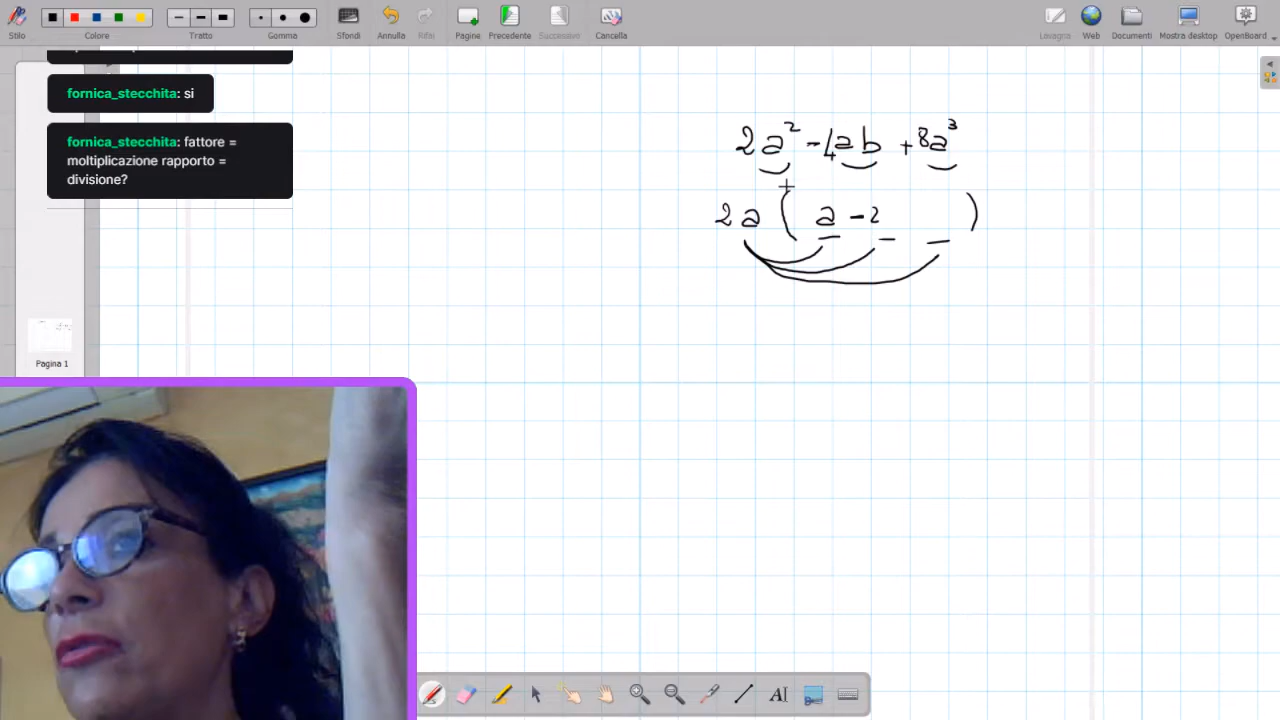 Stilo
Colore
Tratto
Gomma
Sfondi
Annulla
Rifai
Pagine
Precedente
Successivo
Cancella
Lavagna
Web
Documenti
Mostra desktop
OpenBoard
fornica_stecchita: si
fornica_stecchita: fattore =
moltiplicazione rapporto =
divisione?
2a² - 4ab + 8a³
2a ( a - 2 )
Pagina 1
AI